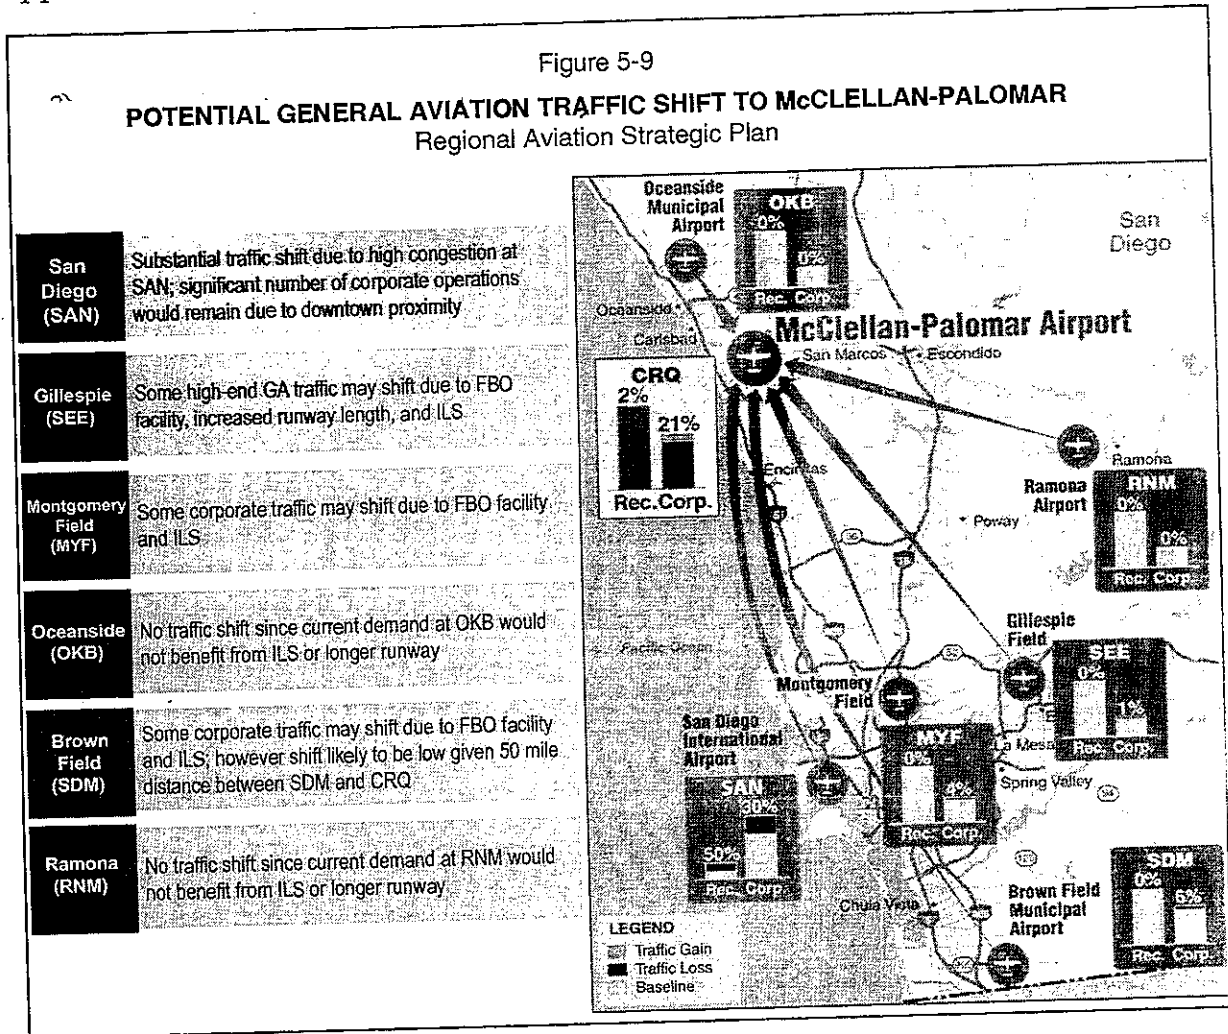 Figure 5-9
POTENTIAL GENERAL AVIATION TRAFFIC SHIFT TO McCLELLAN-PALOMAR
Regional Aviation Strategic Plan
San
Diego
(SAN)
Substantial traffic shift due to high congestion at
SAN; significant number of corporate operations
would remain due to downtown proximity
Gillespie
(SEE)
Some high-end GA traffic may shift due to FBO
facility, increased runway length, and ILS
Montgomery
Field
(MYF)
Some corporate traffic may shift due to FBO facility
and ILS
Oceanside
(OKB)
No traffic shift since current demand at OKB would
not benefit from ILS or longer runway
Brown
Field
(SDM)
Some corporate traffic may shift due to FBO facility
and ILS; however shift likely to be low given 50 mile
distance between SDM and CRQ
Ramona
(RNM)
No traffic shift since current demand at RNM would
not benefit from ILS or longer runway
Oceanside
Municipal
Airport
OKB
0%
0%
Rec. Corp.
San
Diego
Oceanside
Carlsbad
McClellan-Palomar Airport
San Marcos
Escondido
CRQ
2%
21%
Rec. Corp.
Encinitas
Ramona
Ramona
Airport
RNM
0%
0%
Rec. Corp.
Poway
Pacific Ocean
Gillespie
Field
SEE
0%
1%
Rec. Corp.
Montgomery
Field
MYF
0%
4%
Rec. Corp.
La Mesa
Spring Valley
San Diego
International
Airport
SAN
50%
30%
Rec. Corp.
Chula Vista
Brown Field
Municipal
Airport
SDM
0%
6%
Rec. Corp.
LEGEND
Traffic Gain
Traffic Loss
Baseline